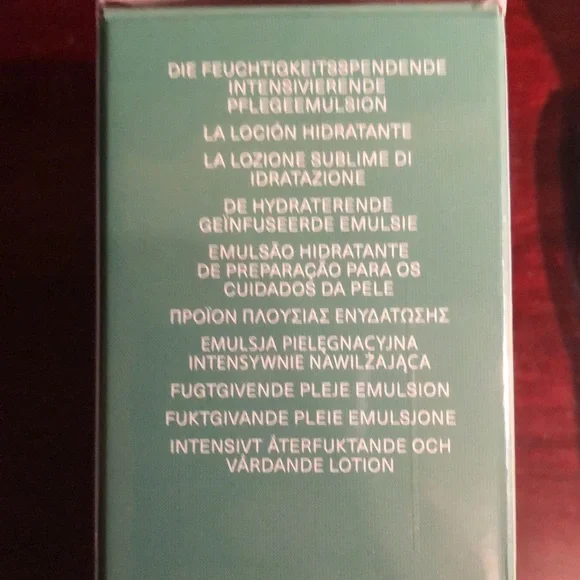 DIE FEUCHTIGKEITSSPENDENDE
INTENSIVIERENDE
PFLEGEEMULSION
LA LOCIÓN HIDRATANTE
LA LOZIONE SUBLIME DI
IDRATAZIONE
DE HYDRATERENDE
GEÏNFUSEERDE EMULSIE
EMULSÃO HIDRATANTE
DE PREPARAÇÃO PARA OS
CUIDADOS DA PELE
ΠΡΟΪΟΝ ΠΛΟΥΣΙΑΣ ΕΝΥΔΑΤΩΣΗΣ
EMULSJA PIELĘGNACYJNA
INTENSYWNIE NAWILŻAJĄCA
FUGTGIVENDE PLEJE EMULSION
FUKTGIVANDE PLEIE EMULSJONE
INTENSIVT ÅTERFUKTANDE OCH
VÅRDANDE LOTION